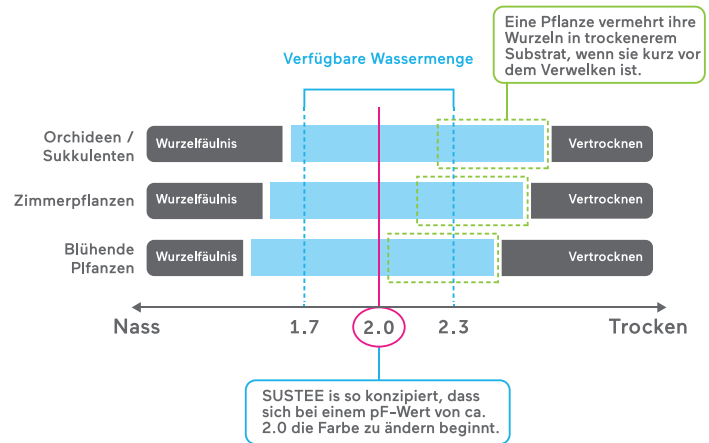 Eine Pflanze vermehrt ihre
Wurzeln in trockenerem
Substrat, wenn sie kurz vor
dem Verwelken ist.
Verfügbare Wassermenge
Orchideen /
Sukkulenten
Wurzelfäulnis
Vertrocknen
Zimmerpflanzen
Wurzelfäulnis
Vertrocknen
Blühende
Plfanzen
Wurzelfäulnis
Vertrocknen
Nass
1.7
2.0
2.3
Trocken
SUSTEE is so konzipiert, dass
sich bei einem pF-Wert von ca.
2.0 die Farbe zu ändern beginnt.